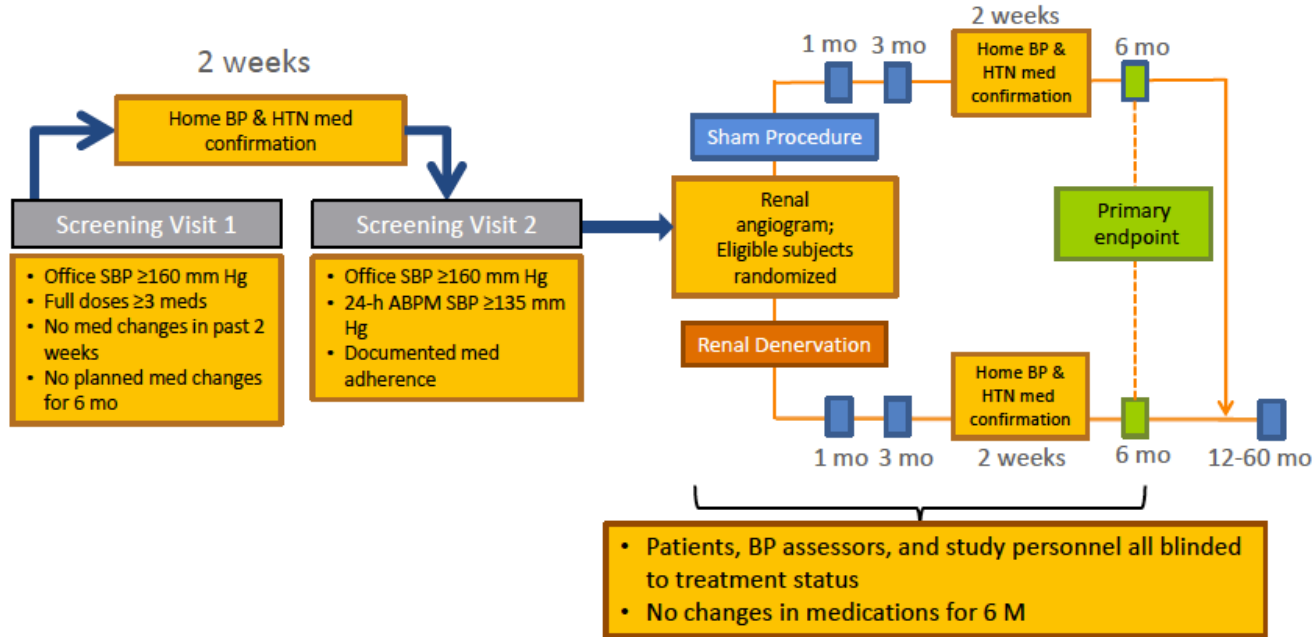 2 weeks
Home BP & HTN med
confirmation
Screening Visit 1
• Office SBP ≥160 mm Hg
• Full doses ≥3 meds
• No med changes in past 2
weeks
• No planned med changes
for 6 mo
Screening Visit 2
• Office SBP ≥160 mm Hg
• 24-h ABPM SBP ≥135 mm
Hg
• Documented med
adherence
Sham Procedure
Renal
angiogram;
Eligible subjects
randomized
Renal Denervation
1 mo
3 mo
2 weeks
Home BP &
HTN med
confirmation
6 mo
Primary
endpoint
Home BP &
HTN med
confirmation
1 mo
3 mo
2 weeks
6 mo
12-60 mo
• Patients, BP assessors, and study personnel all blinded
to treatment status
• No changes in medications for 6 M